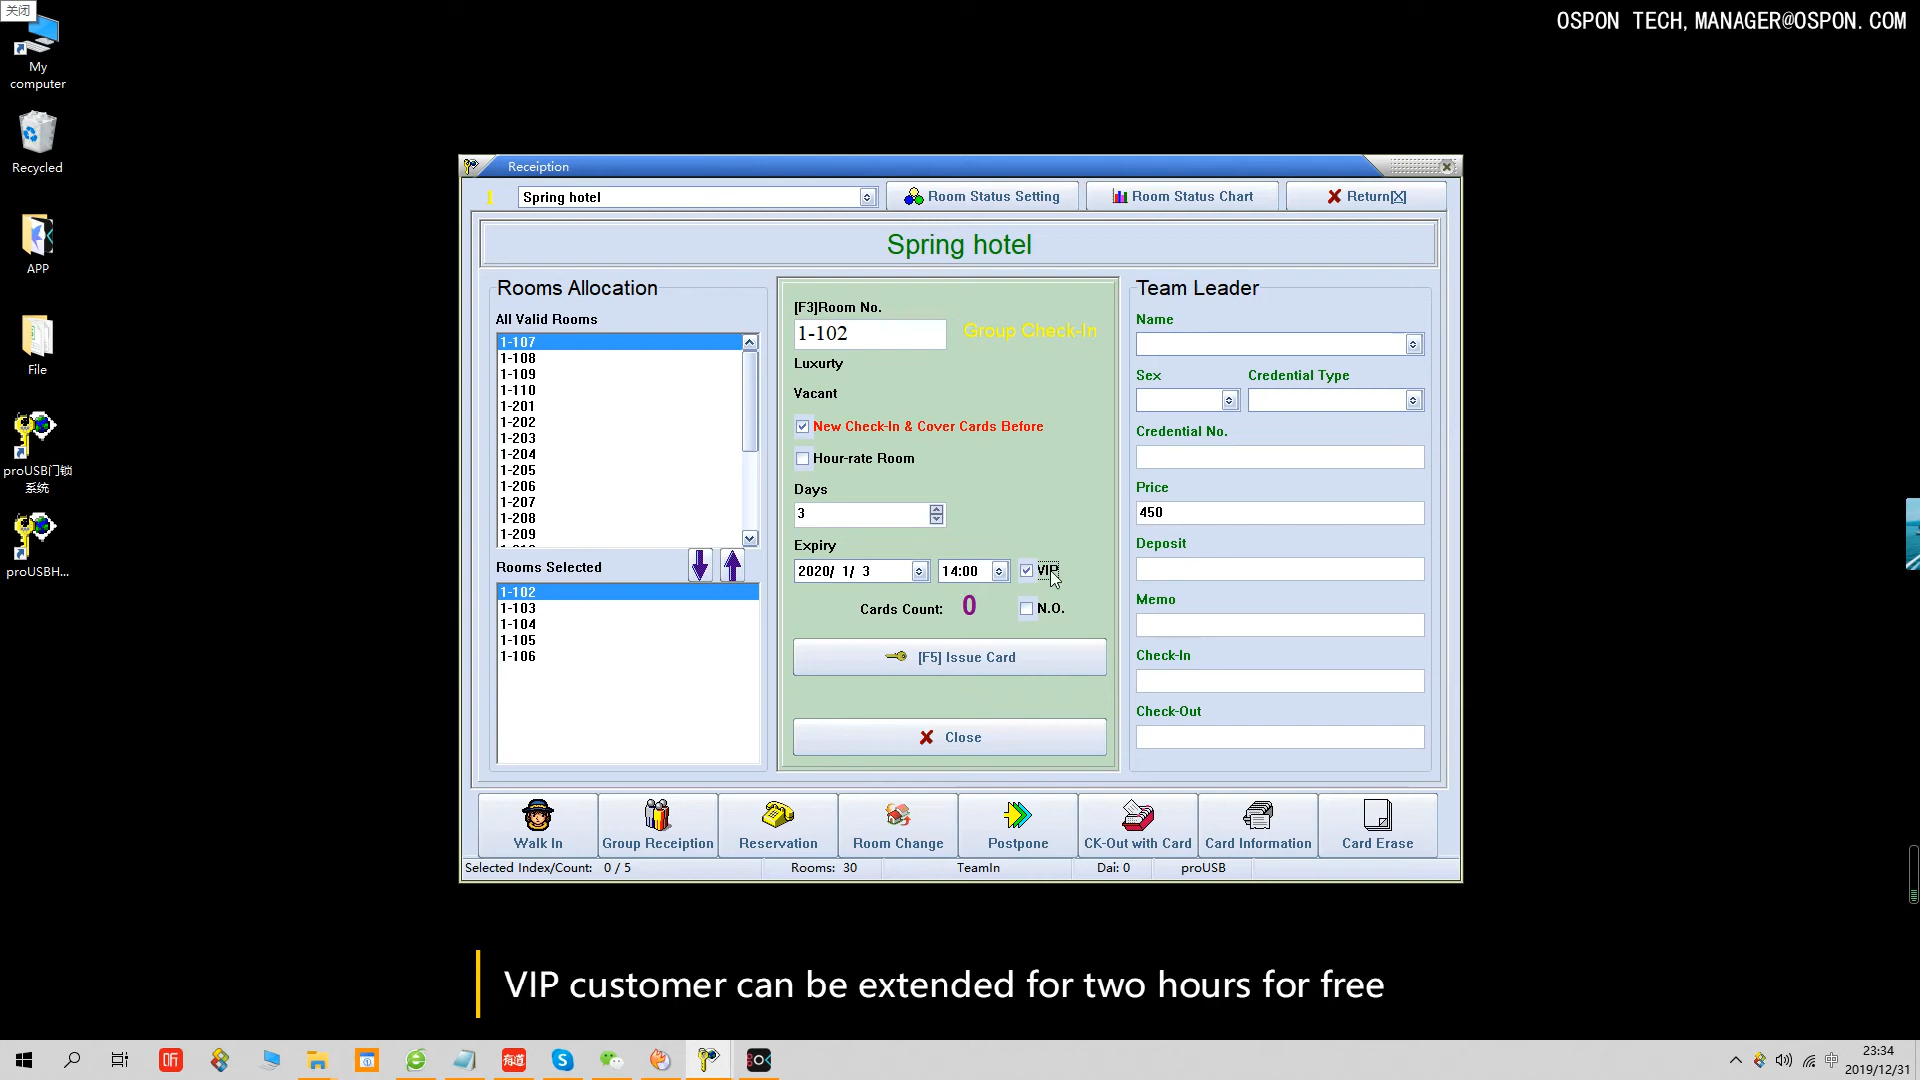 关闭
OSPON TECH,MANAGER@OSPON.COM
My
computer
Recycled
APP
File
proUSB门锁
系统
proUSBH...
Receiption
1
Spring hotel
Room Status Setting
Room Status Chart
Return[X]
Spring hotel
Rooms Allocation
All Valid Rooms
1-107
1-108
1-109
1-110
1-201
1-202
1-203
1-204
1-205
1-206
1-207
1-208
1-209
Rooms Selected
1-102
1-103
1-104
1-105
1-106
[F3]Room No.
1-102
Group Check-In
Luxurty
Vacant
New Check-In & Cover Cards Before
Hour-rate Room
Days
3
Expiry
2020/ 1/ 3
14:00
VIP
Cards Count: 0
N.O.
[F5] Issue Card
Close
Team Leader
Name
Sex
Credential Type
Credential No.
Price
450
Deposit
Memo
Check-In
Check-Out
Walk In
Group Receiption
Reservation
Room Change
Postpone
CK-Out with Card
Card Information
Card Erase
Selected Index/Count: 0 / 5
Rooms: 30
TeamIn
Dai: 0
proUSB
VIP customer can be extended for two hours for free
有道
中
23:34
2019/12/31